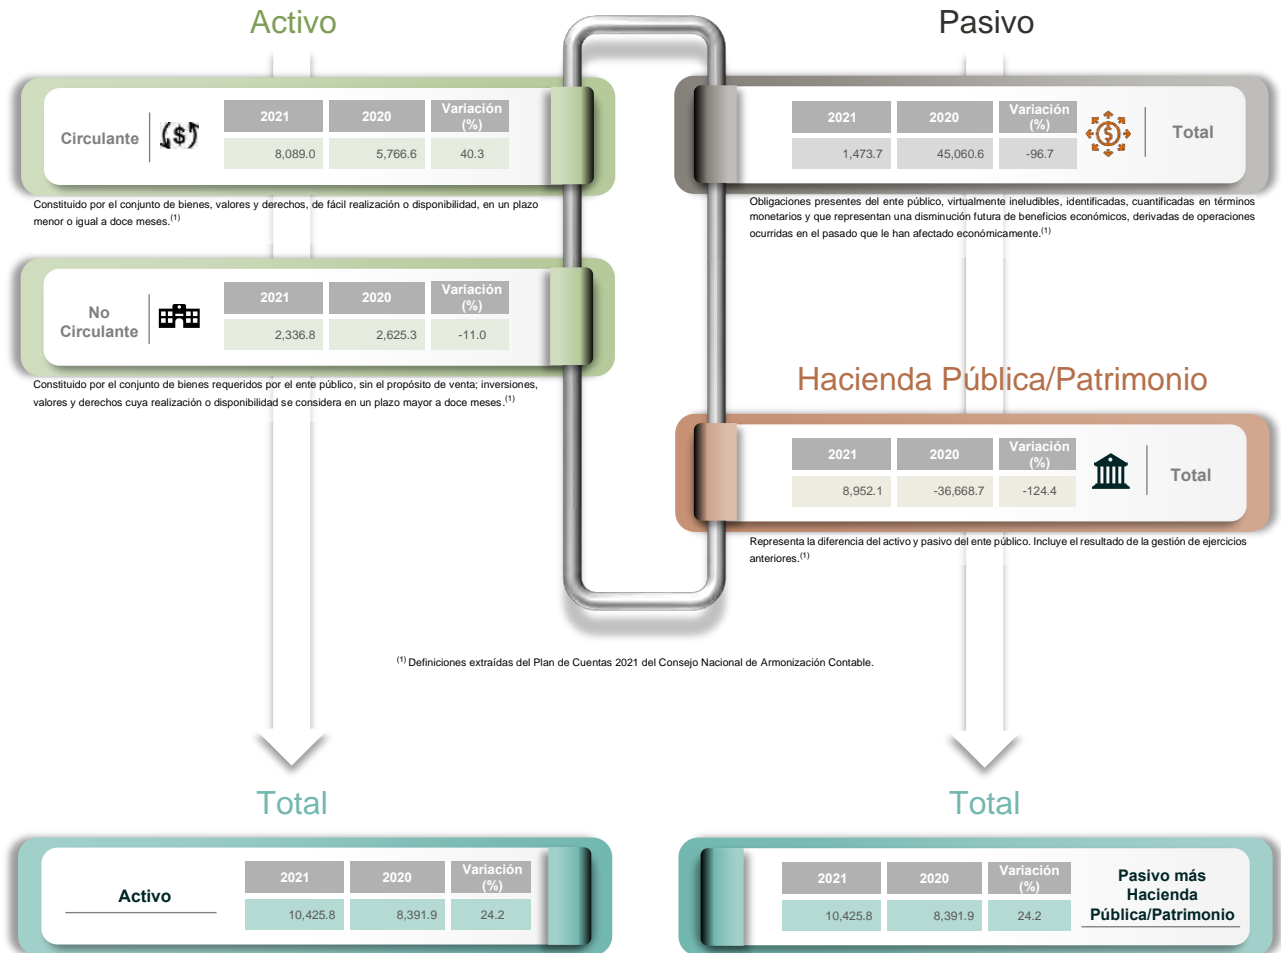 Activo
Circulante
2021 2020 Variación (%)
8,089.0 5,766.6 40.3
Constituido por el conjunto de bienes, valores y derechos, de fácil realización o disponibilidad, en un plazo
menor o igual a doce meses.(1)
No
Circulante
2021 2020 Variación (%)
2,336.8 2,625.3 -11.0
Constituido por el conjunto de bienes requeridos por el ente público, sin el propósito de venta; inversiones,
valores y derechos cuya realización o disponibilidad se considera en un plazo mayor a doce meses.(1)
Pasivo
2021 2020 Variación (%)
1,473.7 45,060.6 -96.7
Total
Obligaciones presentes del ente público, virtualmente ineludibles, identificadas, cuantificadas en términos
monetarios y que representan una disminución futura de beneficios económicos, derivadas de operaciones
ocurridas en el pasado que le han afectado económicamente.(1)
Hacienda Pública/Patrimonio
2021 2020 Variación (%)
8,952.1 -36,668.7 -124.4
Total
Representa la diferencia del activo y pasivo del ente público. Incluye el resultado de la gestión de ejercicios
anteriores.(1)
(1) Definiciones extraídas del Plan de Cuentas 2021 del Consejo Nacional de Armonización Contable.
Total
Activo
2021 2020 Variación (%)
10,425.8 8,391.9 24.2
Total
2021 2020 Variación (%)
10,425.8 8,391.9 24.2
Pasivo más
Hacienda
Pública/Patrimonio